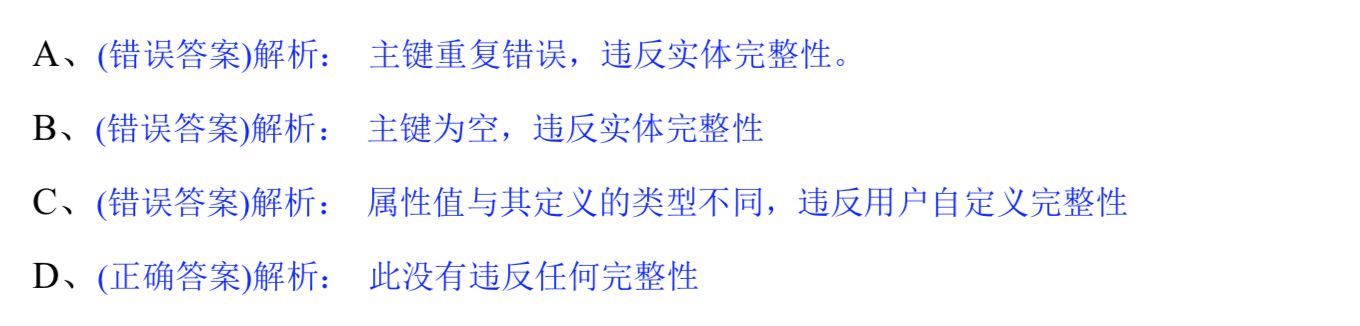 A、(错误答案)解析： 主键重复错误，违反实体完整性。
B、(错误答案)解析： 主键为空，违反实体完整性
C、(错误答案)解析： 属性值与其定义的类型不同，违反用户自定义完整性
D、(正确答案)解析： 此没有违反任何完整性